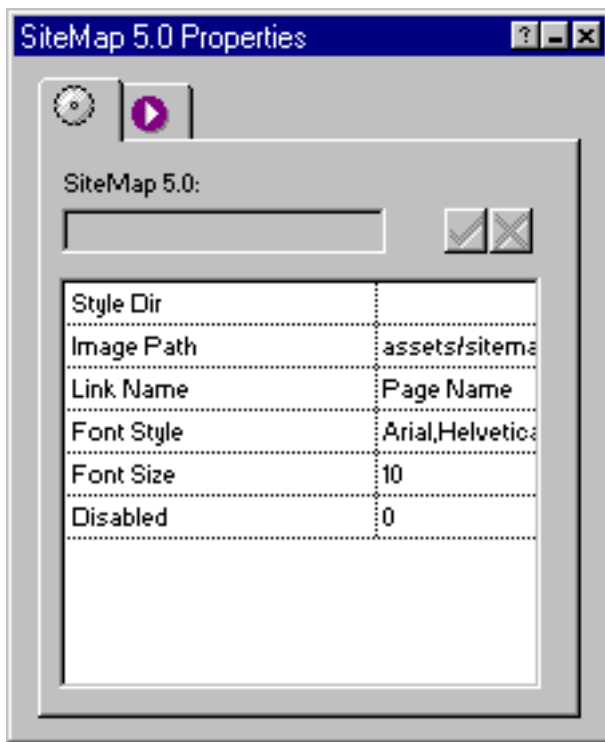 SiteMap 5.0 Properties
SiteMap 5.0:
Style Dir
Image Path assets/sitema
Link Name Page Name
Font Style Arial,Helvetica
Font Size 10
Disabled 0